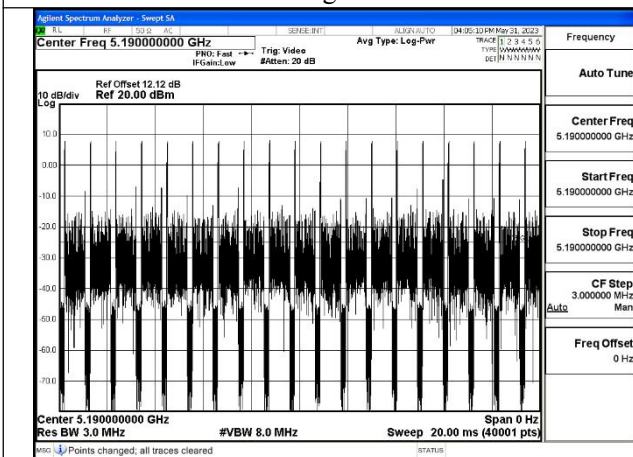 Agilent Spectrum Analyzer - Swept SA
RL RF 50 Ω AC SENSE:INT ALIGN AUTO 04:05:10 PM May 31, 2023
Center Freq 5.190000000 GHz
PNO: Fast
IFGain:Low
Trig: Video
#Atten: 20 dB
Avg Type: Log-Pwr
TRACE 1 2 3 4 5 6
TYPE
DET N N N N N N
Frequency
Auto Tune
Ref Offset 12.12 dB
10 dB/div Ref 20.00 dBm
Log
10.0
0.00
-10.0
-20.0
-30.0
-40.0
-50.0
-60.0
-70.0
Center Freq
5.190000000 GHz
Start Freq
5.190000000 GHz
Stop Freq
5.190000000 GHz
CF Step
3.000000 MHz
Auto Man
Freq Offset
0 Hz
Center 5.190000000 GHz Span 0 Hz
Res BW 3.0 MHz #VBW 8.0 MHz Sweep 20.00 ms (40001 pts)
MSG Points changed; all traces cleared STATUS